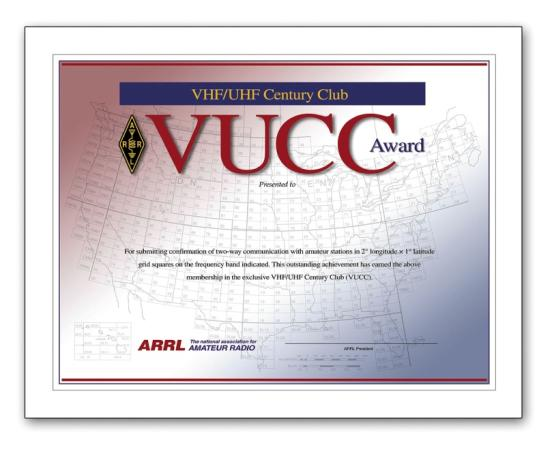 VHF/UHF Century Club
VUCC
Award
Presented to
For submitting confirmation of two-way communication with amateur stations in 2° longitude × 1° latitude
grid squares on the frequency band indicated. This outstanding achievement has earned the above
membership in the exclusive VHF/UHF Century Club (VUCC).
ARRL The national association for
AMATEUR RADIO
ARRL President